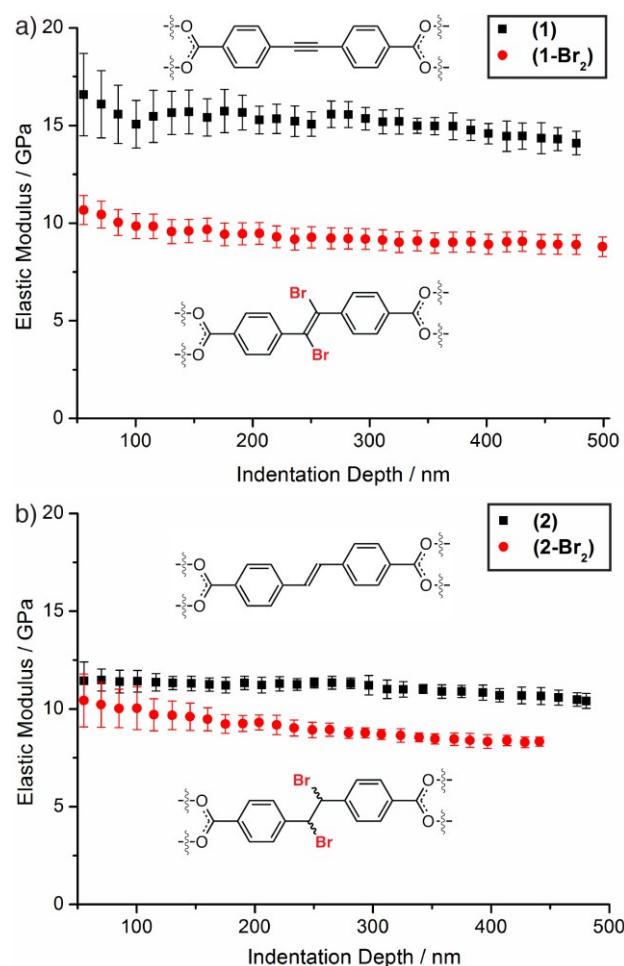 a)
20
15
10
5
0
Elastic Modulus / GPa
100 200 300 400 500
Indentation Depth / nm
(1)
(1-Br₂)
O O
O O
Br
Br
O O
O O
b)
20
15
10
5
0
Elastic Modulus / GPa
100 200 300 400 500
Indentation Depth / nm
(2)
(2-Br₂)
O O
O O
Br
Br
O O
O O